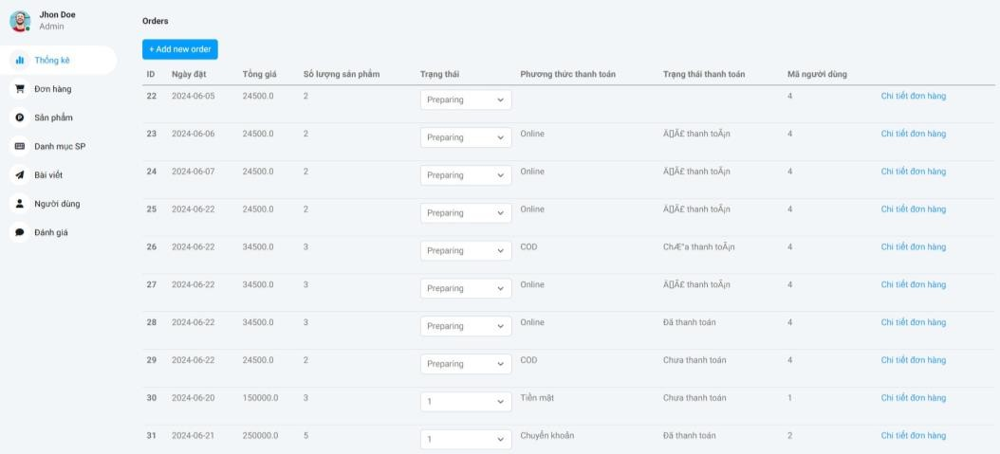 Jhon Doe
Admin
Thống kê
Đơn hàng
Sản phẩm
Danh mục SP
Bài viết
Người dùng
Đánh giá
Orders
+ Add new order
ID Ngày đặt Tổng giá Số lượng sản phẩm Trạng thái Phương thức thanh toán Trạng thái thanh toán Mã người dùng
22 2024-06-05 24500.0 2 Preparing 4 Chi tiết đơn hàng
23 2024-06-06 24500.0 2 Preparing Online Ä▯Ã£ thanh toÃ¡n 4 Chi tiết đơn hàng
24 2024-06-07 24500.0 2 Preparing Online Ä▯Ã£ thanh toÃ¡n 4 Chi tiết đơn hàng
25 2024-06-22 24500.0 2 Preparing Online Ä▯Ã£ thanh toÃ¡n 4 Chi tiết đơn hàng
26 2024-06-22 34500.0 3 Preparing COD ChÆ°a thanh toÃ¡n 4 Chi tiết đơn hàng
27 2024-06-22 34500.0 3 Preparing Online Ä▯Ã£ thanh toÃ¡n 4 Chi tiết đơn hàng
28 2024-06-22 34500.0 3 Preparing Online Đã thanh toán 4 Chi tiết đơn hàng
29 2024-06-22 24500.0 2 Preparing COD Chưa thanh toán 4 Chi tiết đơn hàng
30 2024-06-20 150000.0 3 1 Tiền mặt Chưa thanh toán 1 Chi tiết đơn hàng
31 2024-06-21 250000.0 5 1 Chuyển khoản Đã thanh toán 2 Chi tiết đơn hàng